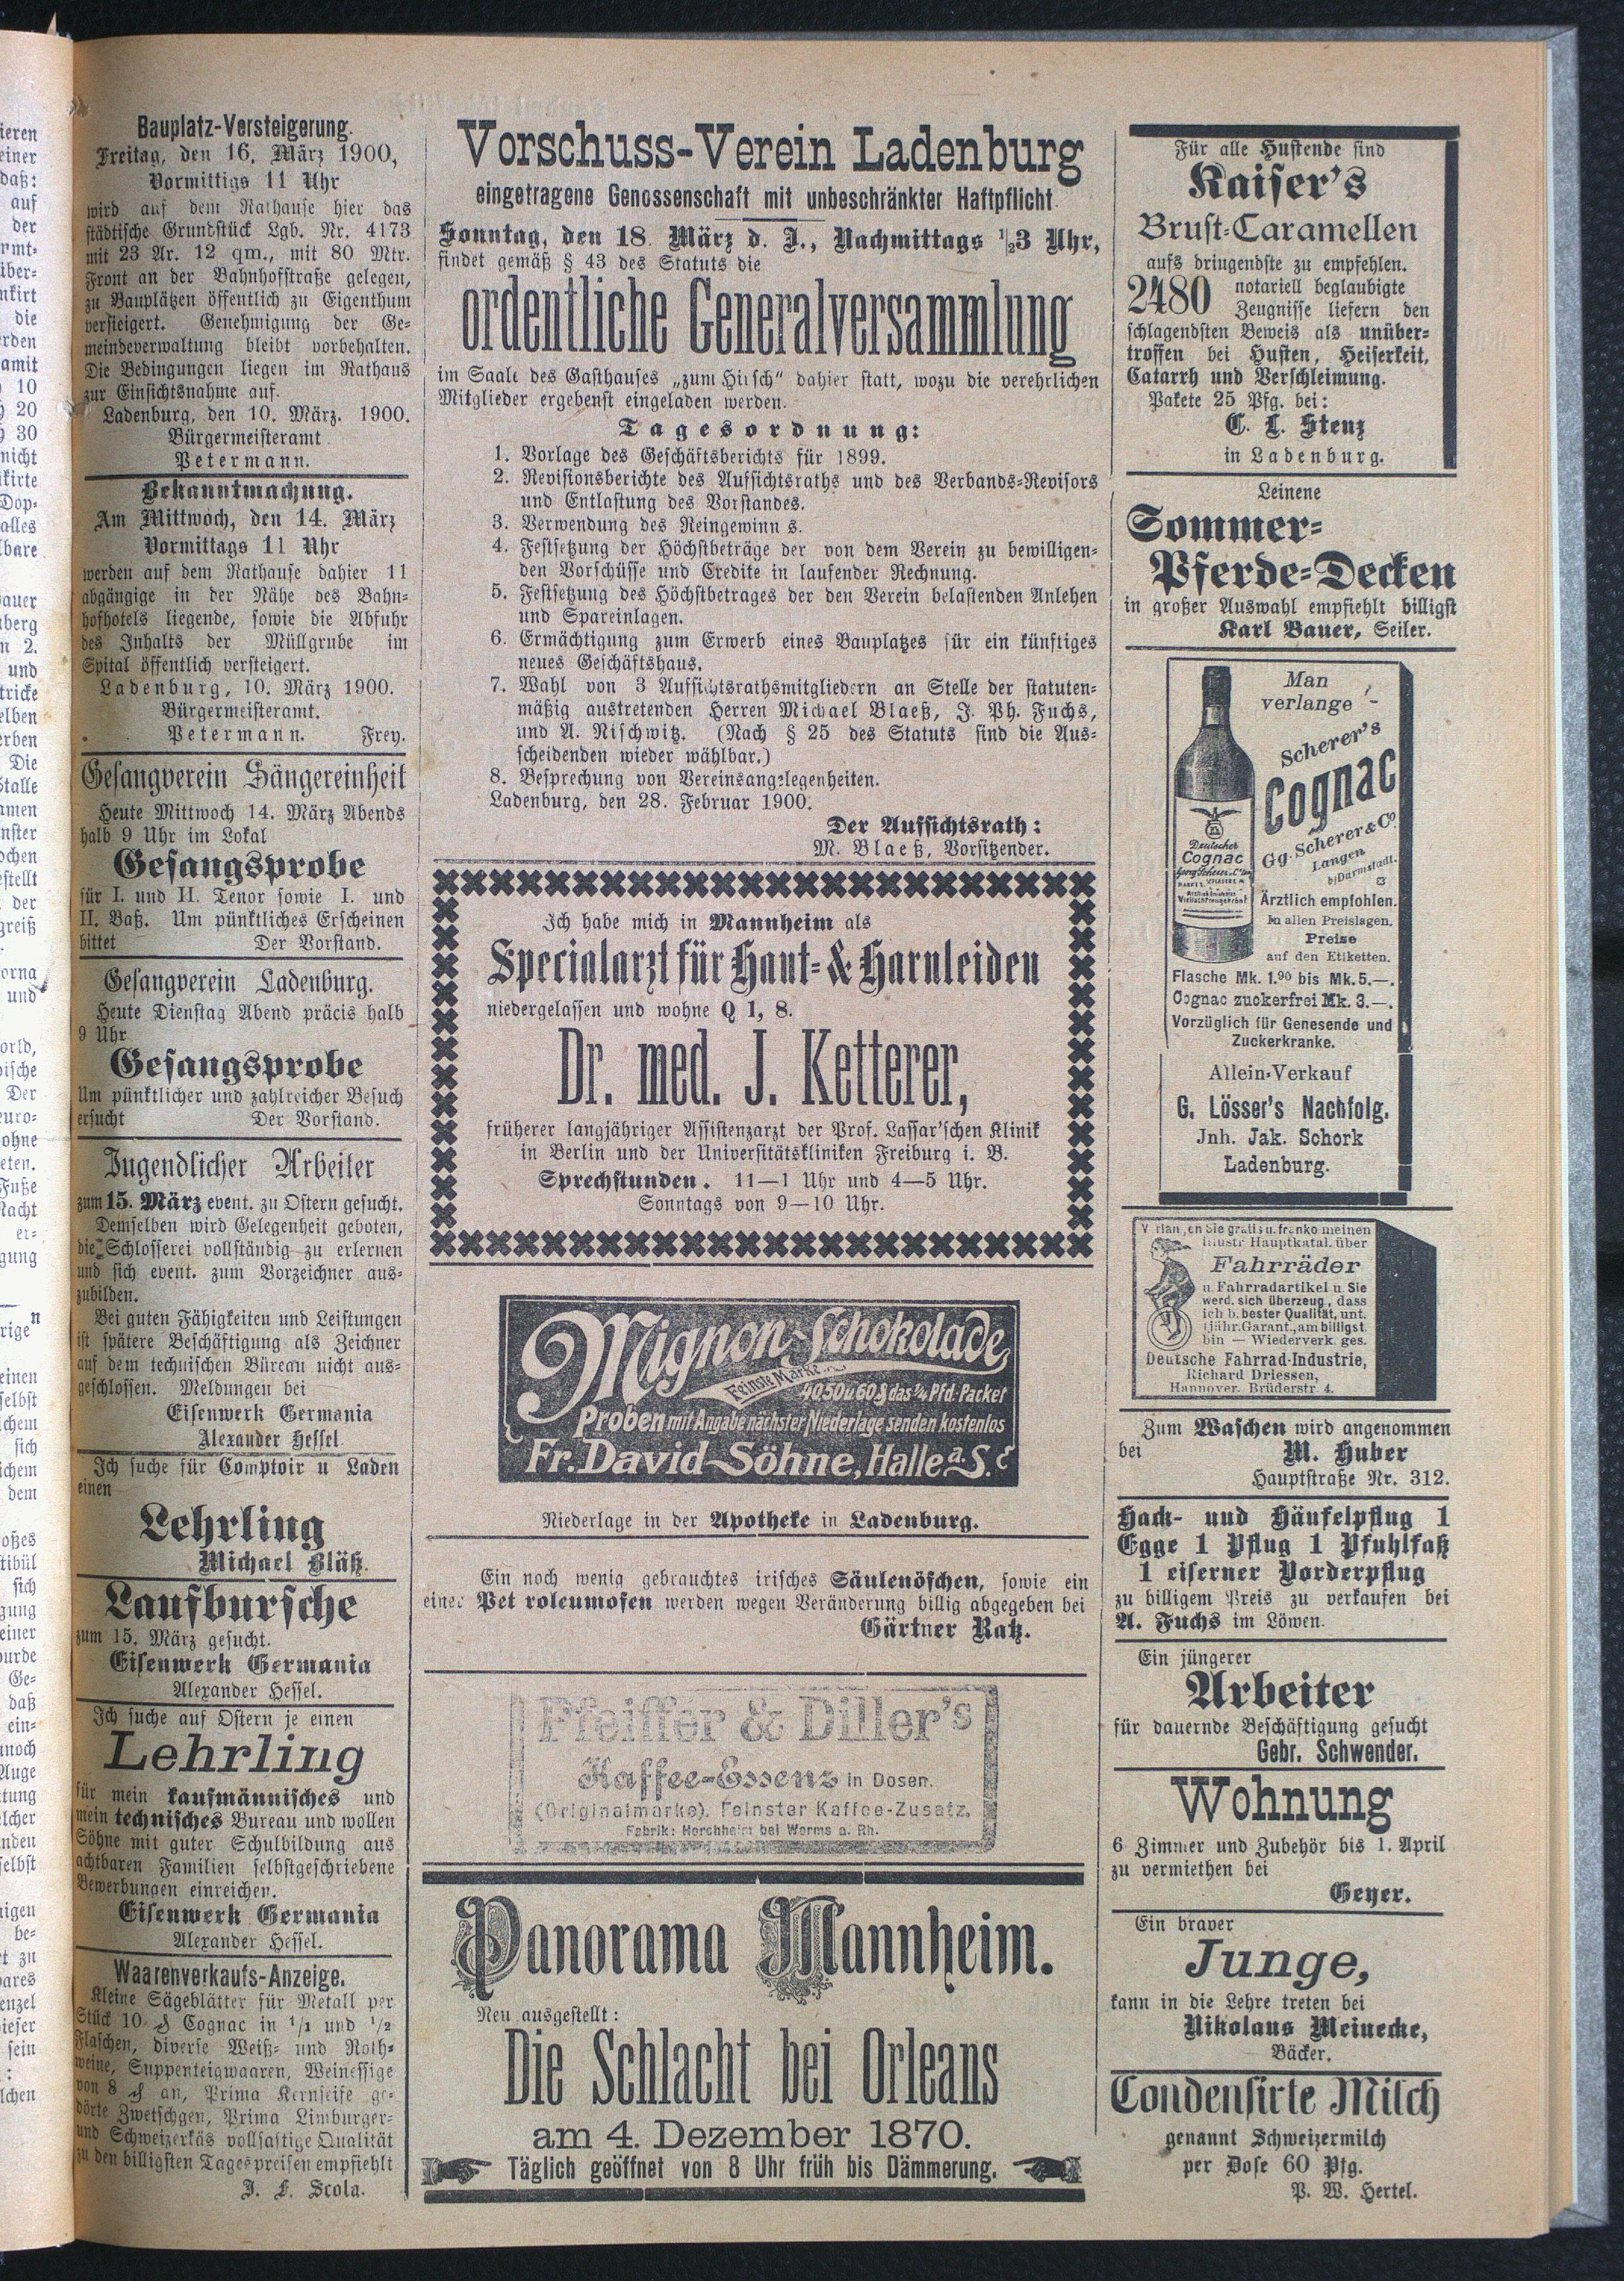 Bauplatz-Versteigerung.
Freitag, den 16. März 1900,
Vormittigs 11 Uhr
wird auf dem Rathause hier das
städtische Grundstück Lgb. Nr. 4173
mit 23 Ar. 12 qm., mit 80 Mtr.
Front an der Bahnhofstraße gelegen,
zu Bauplätzen öffentlich zu Eigenthum
versteigert. Genehmigung der Ge-
meindeverwaltung bleibt vorbehalten.
Die Bedingungen liegen im Rathaus
zur Einsichtsnahme auf.
Ladenburg, den 10. März. 1900.
Bürgermeisteramt
Petermann.
Bekanntmachung.
Am Mittwoch, den 14. März
Vormittags 11 Uhr
werden auf dem Rathause dahier 11
abgängige in der Nähe des Bahn-
hofhotels liegende, sowie die Abfuhr
des Inhalts der Müllgrube im
Spital öffentlich versteigert.
Ladenburg, 10. März 1900.
Bürgermeisteramt.
Petermann. Frey.
Gesangverein Sängereinheit
Heute Mittwoch 14. März Abends
halb 9 Uhr im Lokal
Gesangsprobe
für I. und II. Tenor sowie I. und
II. Baß. Um pünktliches Erscheinen
bittet Der Vorstand.
Gesangverein Ladenburg.
Heute Dienstag Abend präcis halb
9 Uhr
Gesangsprobe
Um pünktlicher und zahlreicher Besuch
ersucht Der Vorstand.
Jugendlicher Arbeiter
zum 15. März event. zu Ostern gesucht.
Demselben wird Gelegenheit geboten,
die Schlosserei vollständig zu erlernen
und sich event. zum Vorzeichner aus-
zubilden.
Bei guten Fähigkeiten und Leistungen
ist spätere Beschäftigung als Zeichner
auf dem technischen Büreau nicht aus-
geschlossen. Meldungen bei
Eisenwerk Germania
Alexander Hessel.
Ich suche für Comptoir u Laden
einen
Lehrling
Michael Bläß.
Laufbursche
zum 15. März gesucht.
Eisenwerk Germania
Alexander Hessel.
Ich suche auf Ostern je einen
Lehrling
für mein kaufmännisches und
mein technisches Bureau und wollen
Söhne mit guter Schulbildung aus
achtbaren Familien selbstgeschriebene
Bewerbungen einreichen.
Eisenwerk Germania
Alexander Hessel.
Waarenverkaufs-Anzeige.
Kleine Sägeblätter für Metall per
Stück 10 ₰ Cognac in 1/1 und 1/2
Flaschen, diverse Weiß- und Roth-
weine, Suppenteigwaaren, Weinessige
von 8 ₰ an, Prima Kernseife ge-
dörte Zwetschgen, Prima Limburger-
und Schweizerkäs vollsaftige Qualität
zu den billigsten Tagespreisen empfiehlt
J. F. Scola.
Vorschuss-Verein Ladenburg
eingetragene Genossenschaft mit unbeschränkter Haftpflicht.
Sonntag, den 18. März d. J., Nachmittags 1/2 3 Uhr,
findet gemäß § 43 des Statuts die
ordentliche Generalversammlung
im Saale des Gasthauses „zum Hirsch“ dahier statt, wozu die verehrlichen
Mitglieder ergebenst eingeladen werden.
Tagesordnung:
1. Vorlage des Geschäftsberichts für 1899.
2. Revisionsberichte des Aufsichtsraths und des Verbands-Revisors
und Entlastung des Vorstandes.
3. Verwendung des Reingewinn s.
4. Festsetzung der Höchstbeträge der von dem Verein zu bewilligen-
den Vorschüsse und Credite in laufender Rechnung.
5. Festsetzung des Höchstbetrages der den Verein belastenden Anlehen
und Spareinlagen.
6. Ermächtigung zum Erwerb eines Bauplatzes für ein künftiges
neues Geschäftshaus.
7. Wahl von 3 Aufsichtsrathsmitgliedern an Stelle der statuten-
mäßig austretenden Herren Michael Blaeß, J. Ph. Fuchs,
und A. Nischwitz. (Nach § 25 des Statuts sind die Aus-
scheidenden wieder wählbar.)
8. Besprechung von Vereinsangelegenheiten.
Ladenburg, den 28. Februar 1900.
Der Aufsichtsrath:
M. Blaeß, Vorsitzender.
Ich habe mich in Mannheim als
Specialarzt für Haut- & Harnleiden
niedergelassen und wohne Q 1, 8.
Dr. med. J. Ketterer,
früherer langjähriger Assistenzarzt der Prof. Lassar'schen Klinik
in Berlin und der Universitätskliniken Freiburg i. B.
Sprechstunden. 11—1 Uhr und 4—5 Uhr.
Sonntags von 9—10 Uhr.
Mignon-Schokolade
Feinste Marke
40, 50 u 60 ₰ das 1/4 Pfd. Packet
Proben mit Angabe nächster Niederlage senden kostenlos
Fr. David Söhne, Halle a. S.
Niederlage in der Apotheke in Ladenburg.
Ein noch wenig gebrauchtes irisches Säulenöfchen, sowie ein
einer Pet roleumofen werden wegen Veränderung billig abgegeben bei
Gärtner Ratz.
Pfeiffer & Diller's
Kaffee-Essenz in Dosen.
(Originalmarke). Feinster Kaffee-Zusatz.
Fabrik: Horchheim bei Worms a. Rh.
Panorama Mannheim.
Neu ausgestellt:
Die Schlacht bei Orleans
am 4. Dezember 1870.
Täglich geöffnet von 8 Uhr früh bis Dämmerung.
Für alle Hustende sind
Kaiser's
Brust-Caramellen
aufs dringendste zu empfehlen.
2480 notariell beglaubigte
Zeugnisse liefern den
schlagendsten Beweis als unüber-
troffen bei Husten, Heiserkeit,
Catarrh und Verschleimung.
Pakete 25 Pfg. bei:
C. L. Stenz
in Ladenburg.
Leinene
Sommer-
Pferde-Decken
in großer Auswahl empfiehlt billigst
Karl Bauer, Seiler.
Man
verlange -
Scherer's
Cognac
Gg. Scherer & Co
Langen
b/Darmstadt.
Deutscher
Cognac
Ärztlich empfohlen.
In allen Preislagen.
Preise
auf den Etiketten.
Flasche Mk. 1.90 bis Mk. 5.—.
Cognac zuckerfrei Mk. 3.—.
Vorzüglich für Genesende und
Zuckerkranke.
Allein-Verkauf
G. Lösser's Nachfolg.
Jnh. Jak. Schork
Ladenburg.
Verlangen Sie gratis u. franko meinen
illustr Hauptkatal. über
Fahrräder
u. Fahrradartikel u. Sie
werd. sich überzeug., dass
ich b. bester Qualität, unt.
1jähr. Garant., am billigst.
bin — Wiederverk. ges.
Deutsche Fahrrad-Industrie,
Richard Driessen,
Hannover. Brüderstr. 4.
Zum Waschen wird angenommen
bei M. Huber
Hauptstraße Nr. 312.
Hack- und Häufelpflug 1
Egge 1 Pflug 1 Pfuhlfaß
1 eiserner Vorderpflug
zu billigem Preis zu verkaufen bei
A. Fuchs im Löwen.
Ein jüngerer
Arbeiter
für dauernde Beschäftigung gesucht
Gebr. Schwender.
Wohnung
6 Zimmer und Zubehör bis 1. April
zu vermiethen bei
Geyer.
Ein braver
Junge,
kann in die Lehre treten bei
Nikolaus Meinecke,
Bäcker.
Condensirte Milch
genannt Schweizermilch
per Dose 60 Pfg.
P. W. Hertel.